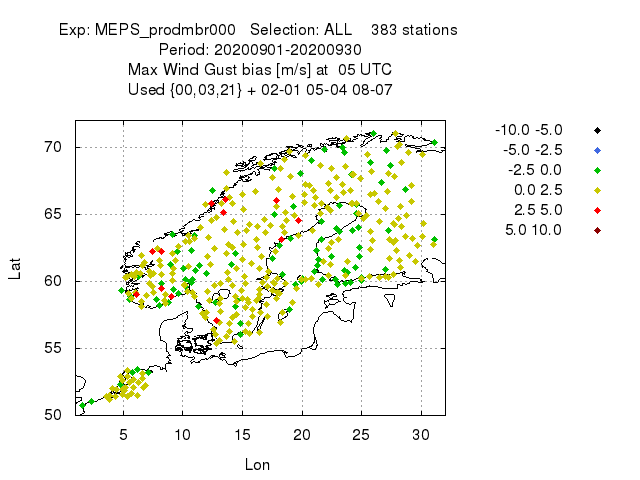 Exp: MEPS_prodmbr000 Selection: ALL 383 stations
Period: 20200901-20200930
Max Wind Gust bias [m/s] at 05 UTC
Used {00,03,21} + 02-01 05-04 08-07
-10.0 -5.0
-5.0 -2.5
-2.5 0.0
0.0 2.5
2.5 5.0
5.0 10.0
70
65
60
55
50
Lat
5 10 15 20 25 30
Lon